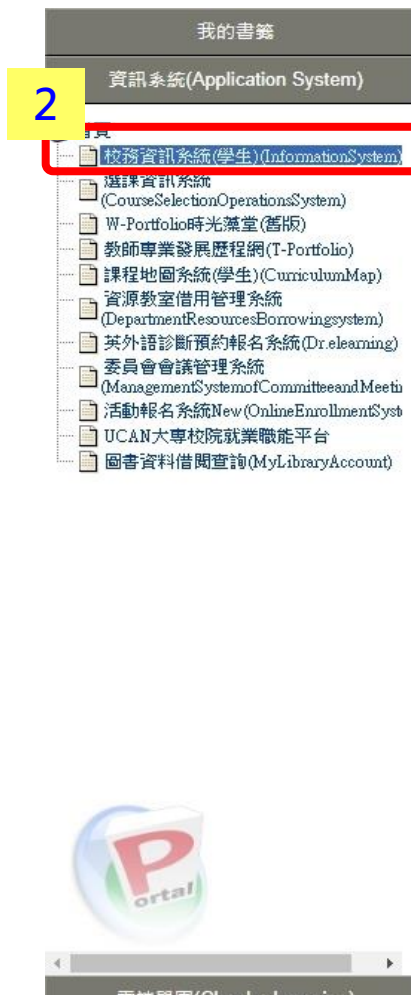 我的書籤
資訊系統(Application System)
2
首頁
校務資訊系統(學生)(InformationSystem)
選課資訊系統
(CourseSelectionOperationsSystem)
W-Portfolio時光藻堂(舊版)
教師專業發展歷程網(T-Portfolio)
課程地圖系統(學生)(CurriculumMap)
資源教室借用管理系統
(DepartmentResourcesBorrowingsystem)
英外語診斷預約報名系統(Dr.elearning)
委員會會議管理系統
(ManagementSystemofCommitteeandMeetin
活動報名系統New(OnlineEnrollmentSyst
UCAN大專校院就業職能平台
圖書資料借閱查詢(MyLibraryAccount)
Portal